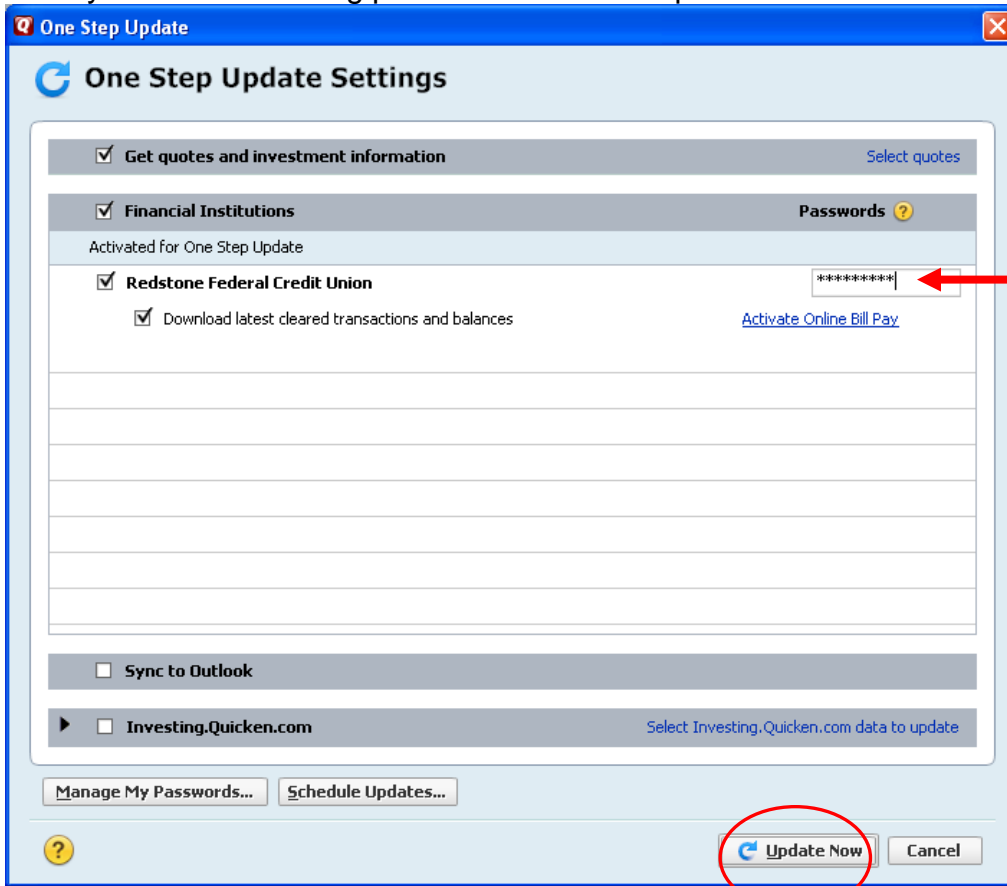 One Step Update
One Step Update Settings
Get quotes and investment information Select quotes
Financial Institutions Passwords ?
Activated for One Step Update
Redstone Federal Credit Union *********
Download latest cleared transactions and balances Activate Online Bill Pay
Sync to Outlook
Investing.Quicken.com Select Investing.Quicken.com data to update
Manage My Passwords... Schedule Updates...
? Update Now Cancel